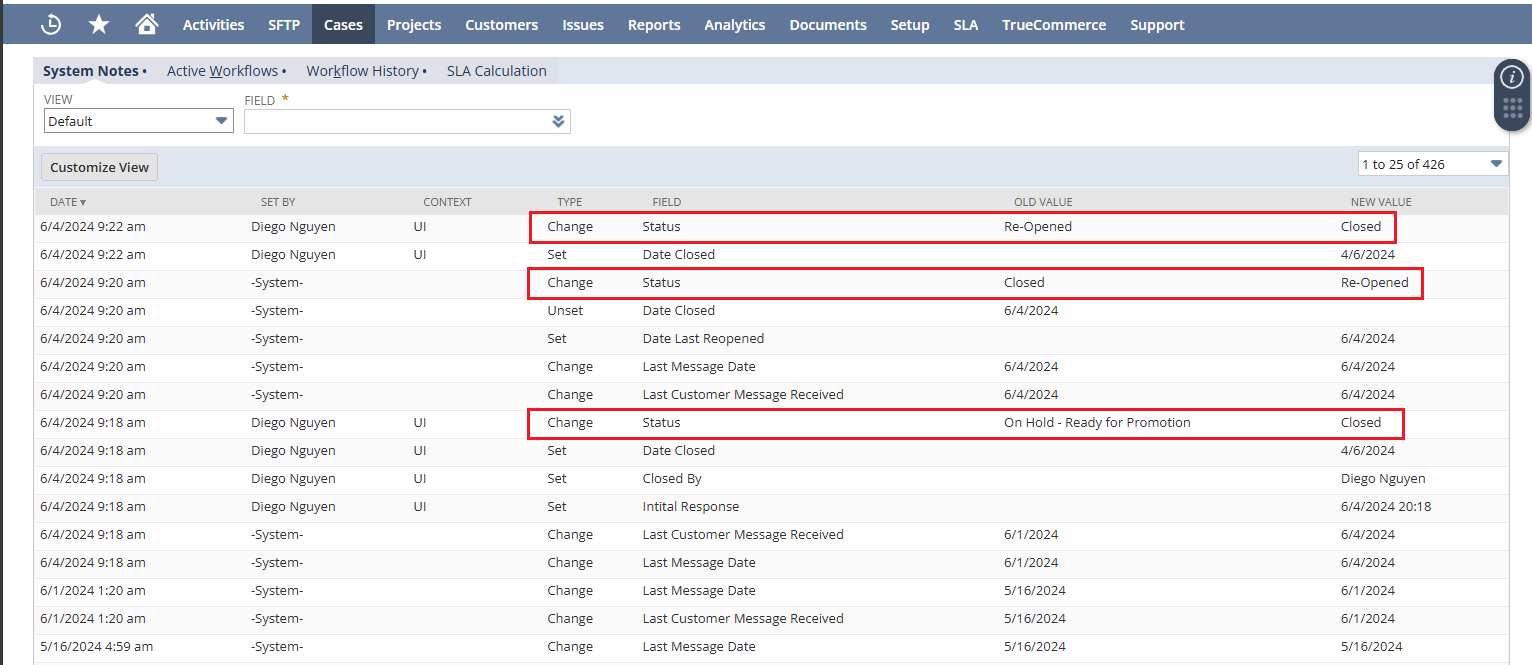 Activities SFTP Cases Projects Customers Issues Reports Analytics Documents Setup SLA TrueCommerce Support
System Notes • Active Workflows • Workflow History • SLA Calculation
VIEW FIELD *
Default
Customize View 1 to 25 of 426
DATE ▼ SET BY CONTEXT TYPE FIELD OLD VALUE NEW VALUE
6/4/2024 9:22 am Diego Nguyen UI Change Status Re-Opened Closed
6/4/2024 9:22 am Diego Nguyen UI Set Date Closed 4/6/2024
6/4/2024 9:20 am -System- Change Status Closed Re-Opened
6/4/2024 9:20 am -System- Unset Date Closed 6/4/2024
6/4/2024 9:20 am -System- Set Date Last Reopened 6/4/2024
6/4/2024 9:20 am -System- Change Last Message Date 6/4/2024 6/4/2024
6/4/2024 9:20 am -System- Change Last Customer Message Received 6/4/2024 6/4/2024
6/4/2024 9:18 am Diego Nguyen UI Change Status On Hold - Ready for Promotion Closed
6/4/2024 9:18 am Diego Nguyen UI Set Date Closed 4/6/2024
6/4/2024 9:18 am Diego Nguyen UI Set Closed By Diego Nguyen
6/4/2024 9:18 am Diego Nguyen UI Set Intital Response 6/4/2024 20:18
6/4/2024 9:18 am -System- Change Last Customer Message Received 6/1/2024 6/4/2024
6/4/2024 9:18 am -System- Change Last Message Date 6/1/2024 6/4/2024
6/1/2024 1:20 am -System- Change Last Message Date 5/16/2024 6/1/2024
6/1/2024 1:20 am -System- Change Last Customer Message Received 5/16/2024 6/1/2024
5/16/2024 4:59 am -System- Change Last Message Date 5/16/2024 5/16/2024